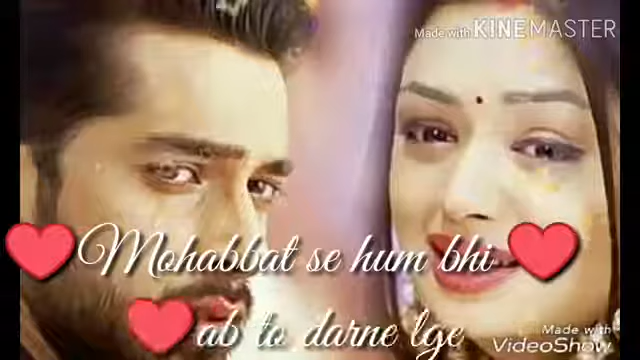 Made with KINEMASTER
♥Mohabbat se hum bhi♥
♥ab to darne lge
Made with
VideoShow